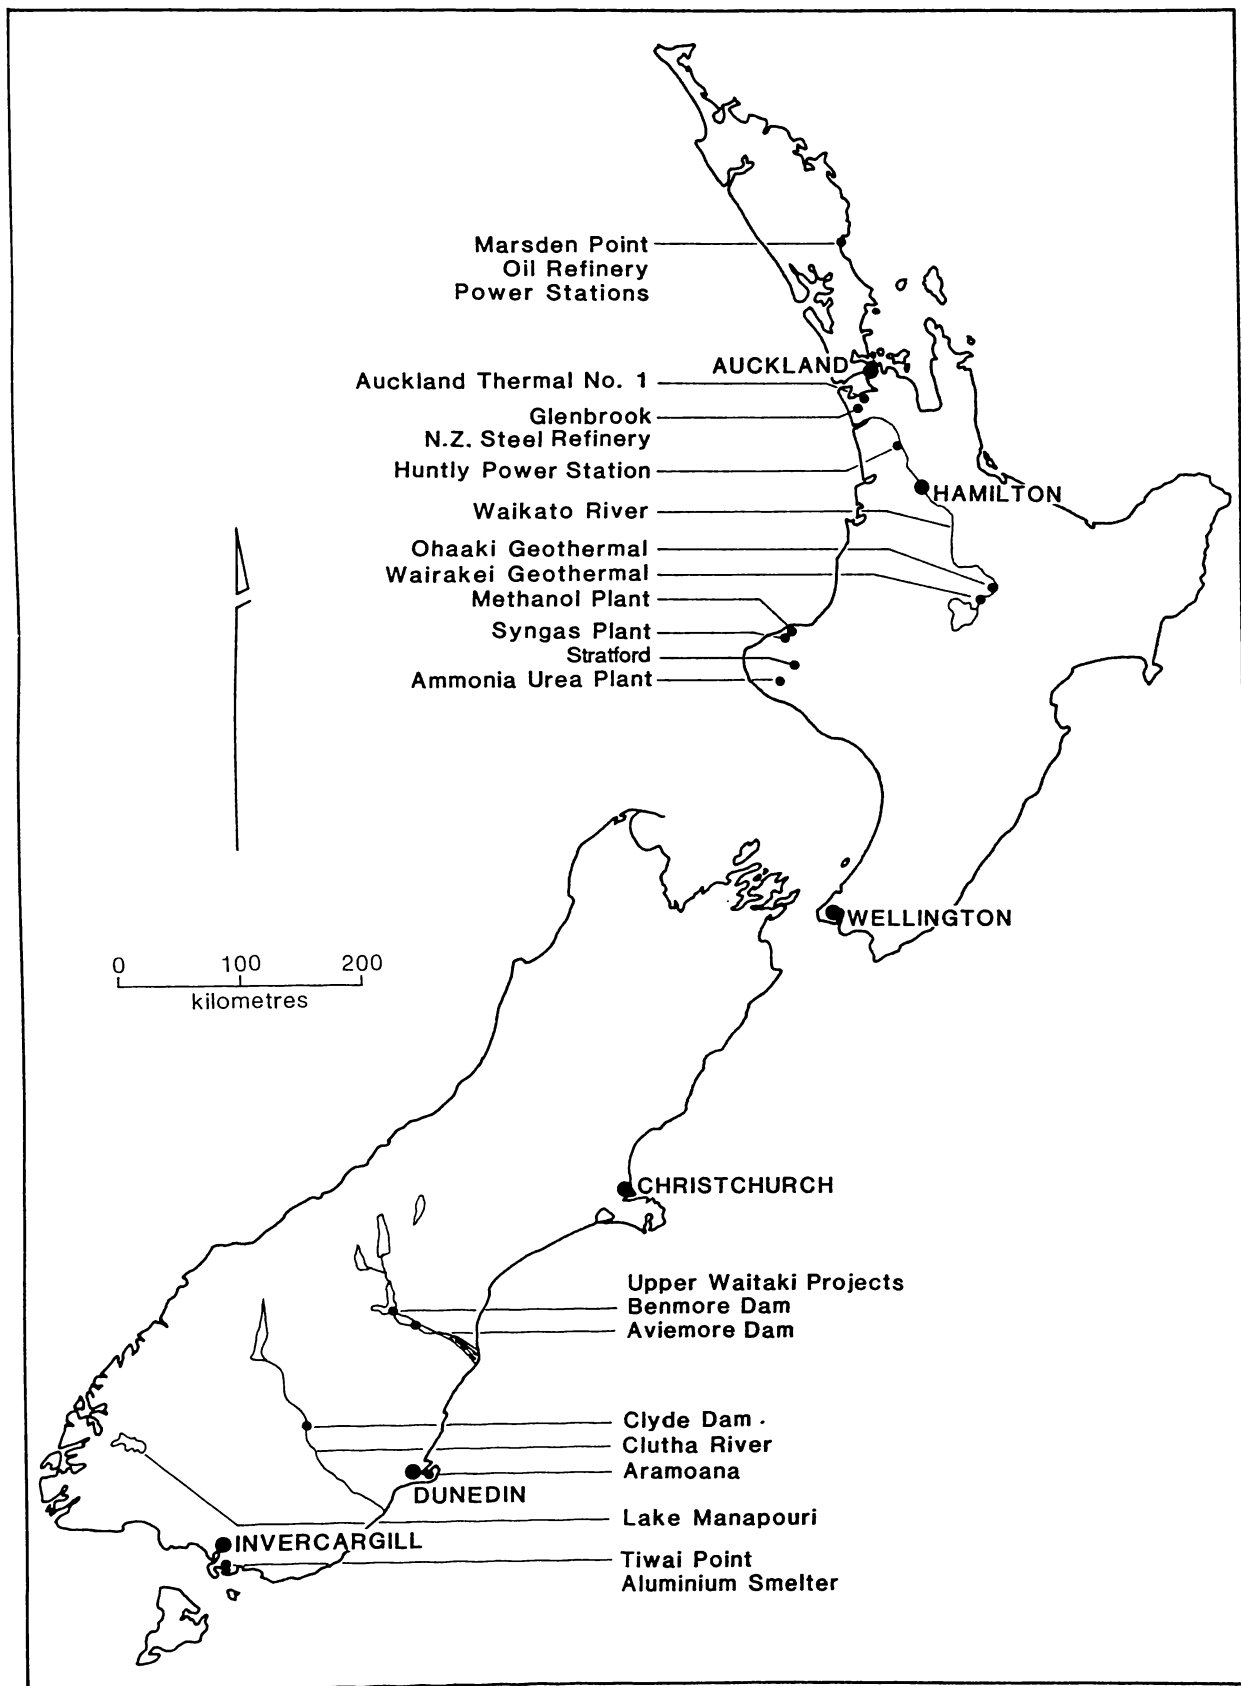 Marsden Point
Oil Refinery
Power Stations
AUCKLAND
Auckland Thermal No. 1
Glenbrook
N.Z. Steel Refinery
Huntly Power Station
HAMILTON
Waikato River
Ohaaki Geothermal
Wairakei Geothermal
Methanol Plant
Syngas Plant
Stratford
Ammonia Urea Plant
WELLINGTON
0 100 200
kilometres
CHRISTCHURCH
Upper Waitaki Projects
Benmore Dam
Aviemore Dam
Clyde Dam
Clutha River
Aramoana
DUNEDIN
Lake Manapouri
INVERCARGILL
Tiwai Point
Aluminium Smelter